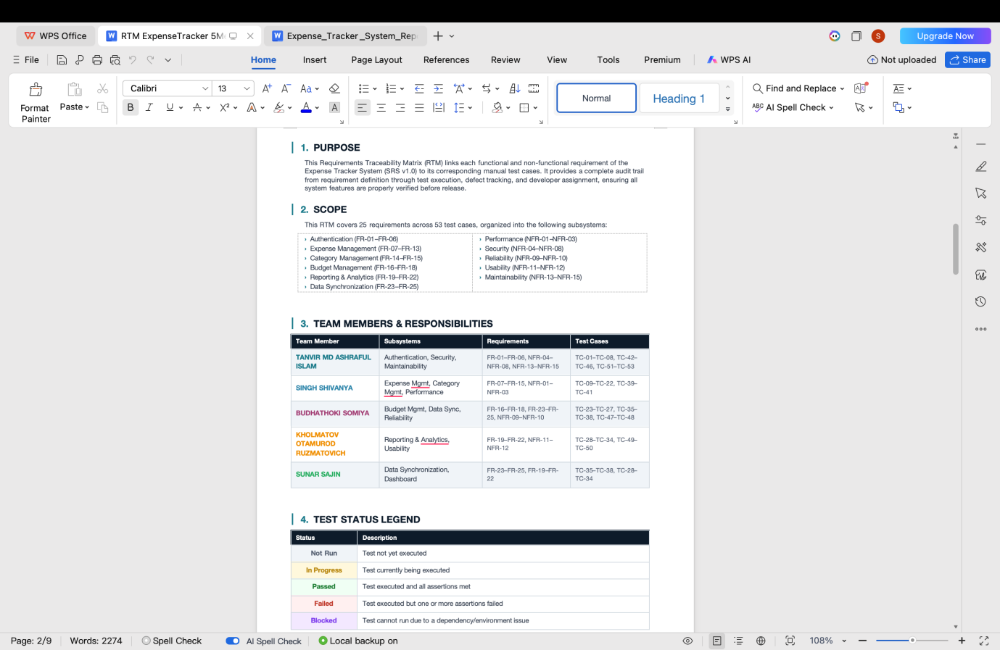 WPS Office
RTM ExpenseTracker 5M
Expense_Tracker_System_Rep
S
Upgrade Now
File
Home
Insert
Page Layout
References
Review
View
Tools
Premium
WPS AI
Not uploaded
Share
Format Painter
Paste
Calibri
13
Normal
Heading 1
Find and Replace
AI Spell Check
1. PURPOSE
This Requirements Traceability Matrix (RTM) links each functional and non-functional requirement of the
Expense Tracker System (SRS v1.0) to its corresponding manual test cases. It provides a complete audit trail
from requirement definition through test execution, defect tracking, and developer assignment, ensuring all
system features are properly verified before release.
2. SCOPE
This RTM covers 25 requirements across 53 test cases, organized into the following subsystems:
› Authentication (FR-01–FR-06)
› Expense Management (FR-07–FR-13)
› Category Management (FR-14–FR-15)
› Budget Management (FR-16–FR-18)
› Reporting & Analytics (FR-19–FR-22)
› Data Synchronization (FR-23–FR-25)
› Performance (NFR-01–NFR-03)
› Security (NFR-04–NFR-08)
› Reliability (NFR-09–NFR-10)
› Usability (NFR-11–NFR-12)
› Maintainability (NFR-13–NFR-15)
3. TEAM MEMBERS & RESPONSIBILITIES
Team Member
Subsystems
Requirements
Test Cases
TANVIR MD ASHRAFUL
ISLAM
Authentication, Security,
Maintainability
FR-01–FR-06, NFR-04–
NFR-08, NFR-13–NFR-15
TC-01–TC-08, TC-42–
TC-46, TC-51–TC-53
SINGH SHIVANYA
Expense Mgmt, Category
Mgmt, Performance
FR-07–FR-15, NFR-01–
NFR-03
TC-09–TC-22, TC-39–
TC-41
BUDHATHOKI SOMIYA
Budget Mgmt, Data Sync,
Reliability
FR-16–FR-18, FR-23–FR-
25, NFR-09–NFR-10
TC-23–TC-27, TC-35–
TC-38, TC-47–TC-48
KHOLMATOV
OTAMUROD
RUZMATOVICH
Reporting & Analytics,
Usability
FR-19–FR-22, NFR-11–
NFR-12
TC-28–TC-34, TC-49–
TC-50
SUNAR SAJIN
Data Synchronization,
Dashboard
FR-23–FR-25, FR-19–FR-
22
TC-35–TC-38, TC-28–
TC-34
4. TEST STATUS LEGEND
Status
Description
Not Run
Test not yet executed
In Progress
Test currently being executed
Passed
Test executed and all assertions met
Failed
Test executed but one or more assertions failed
Blocked
Test cannot run due to a dependency/environment issue
Page: 2/9
Words: 2274
Spell Check
AI Spell Check
Local backup on
108%